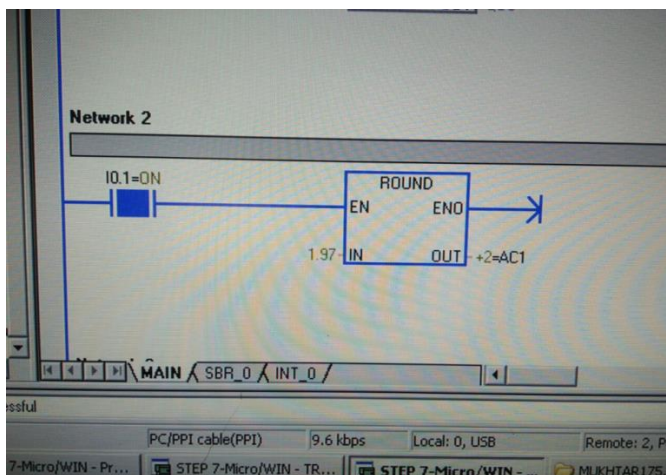 Network 2
I0.1=ON
ROUND
EN ENO
1.97 IN OUT +2=AC1
MAIN SBR_0 INT_0
essful
PC/PPI cable(PPI) 9.6 kbps Local: 0, USB Remote: 2, P
7-Micro/WIN - Pr... STEP 7-Micro/WIN - TR... STEP 7-Micro/WIN - ... MUKHTAR175